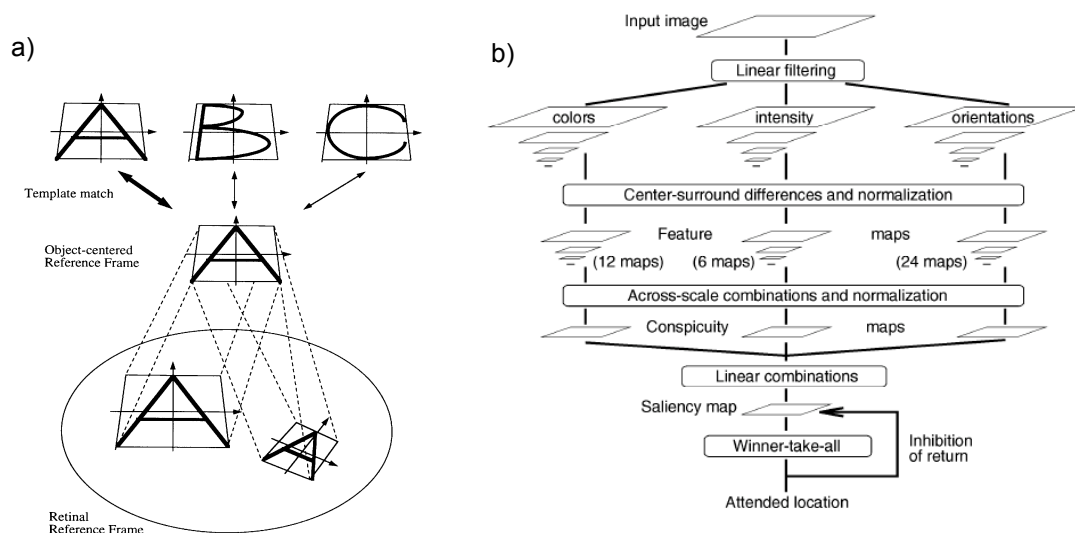 a)
Template match
Object-centered
Reference Frame
Retinal
Reference Frame
b)
Input image
Linear filtering
colors intensity orientations
Center-surround differences and normalization
Feature maps
(12 maps) (6 maps) (24 maps)
Across-scale combinations and normalization
Conspicuity maps
Linear combinations
Saliency map
Winner-take-all
Inhibition
of return
Attended location